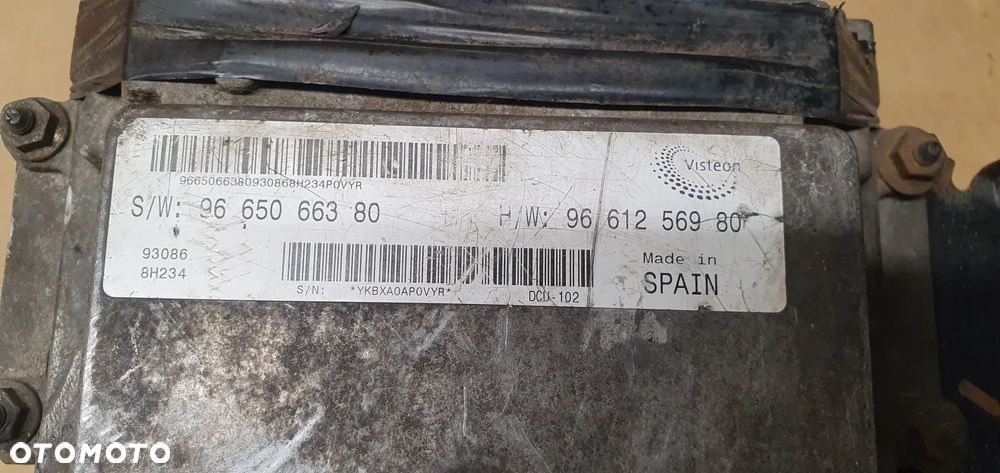 Visteon
9665066380930868H234P0VYR
S/W: 96 650 663 80
H/W: 96 612 569 80
93086
8H234
Made in
SPAIN
S/N: *YKBXA0AP0VYR* DCU-102
OTOMOTO
OTOMOTO